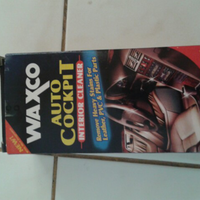 WAXCO
AUTO
COCKPIT
INTERIOR CLEANER
Remove Heavy Stains For
Leather, PVC & Plastic Parts